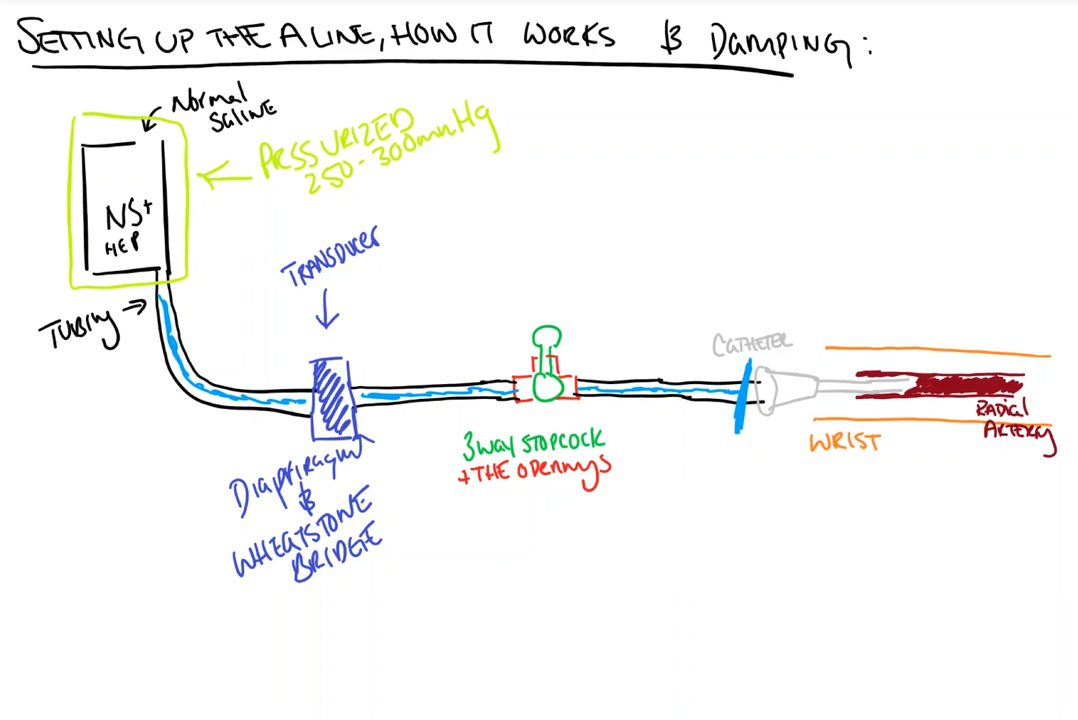 SETTING UP THE A LINE, HOW IT WORKS & DAMPING:
Normal
SALINE
PRESSURIZED
250-300mmHg
NS+
HEP
TRANSDUCER
TUBING
CATHETER
3 WAY STOPCOCK
+ THE OPENINGS
RADIAL
ARTERY
WRIST
DIAPHRAGM
&
WHEATSTONE
BRIDGE